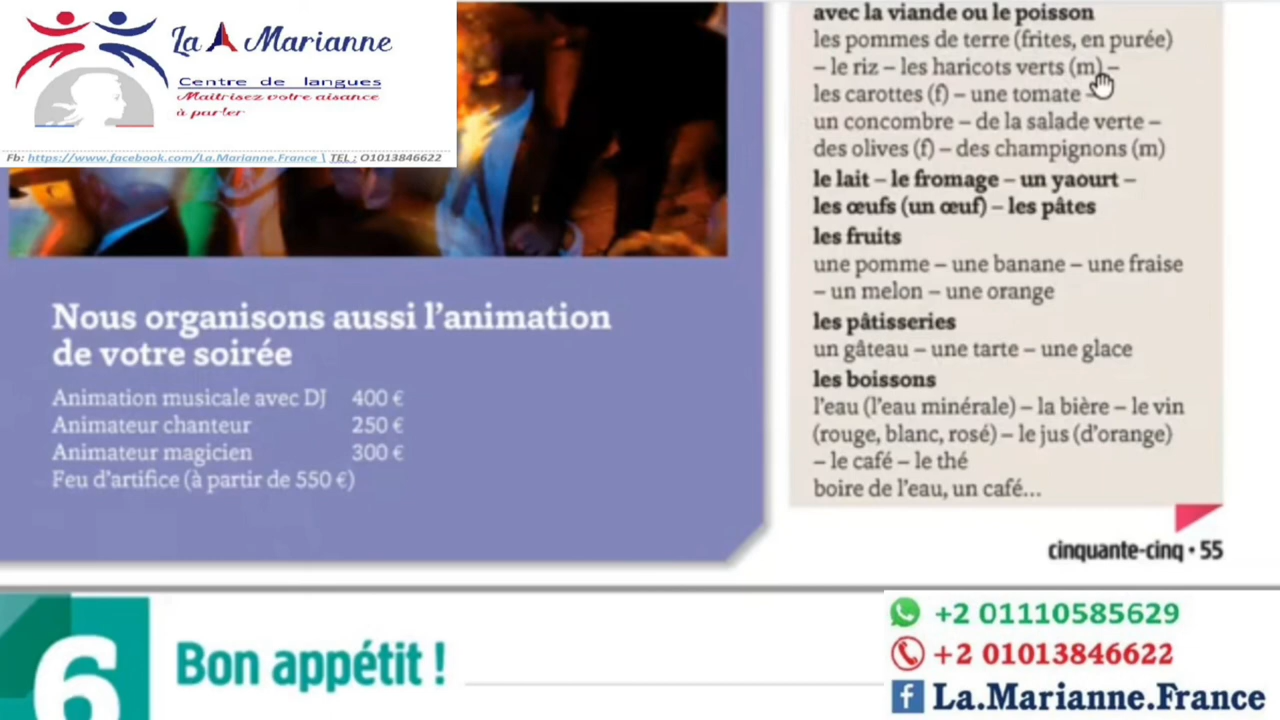 La Marianne
Centre de langues
Maîtrisez votre aisance
à parler
Fb: https://www.facebook.com/La.Marianne.France \ TEL : O1013846622
Nous organisons aussi l'animation
de votre soirée
Animation musicale avec DJ 400 €
Animateur chanteur 250 €
Animateur magicien 300 €
Feu d'artifice (à partir de 550 €)
avec la viande ou le poisson
les pommes de terre (frites, en purée)
– le riz – les haricots verts (m) –
les carottes (f) – une tomate –
un concombre – de la salade verte –
des olives (f) – des champignons (m)
le lait – le fromage – un yaourt –
les œufs (un œuf) – les pâtes
les fruits
une pomme – une banane – une fraise
– un melon – une orange
les pâtisseries
un gâteau – une tarte – une glace
les boissons
l'eau (l'eau minérale) – la bière – le vin
(rouge, blanc, rosé) – le jus (d'orange)
– le café – le thé
boire de l'eau, un café...
cinquante-cinq • 55
6
Bon appétit !
+2 01110585629
+2 01013846622
La.Marianne.France